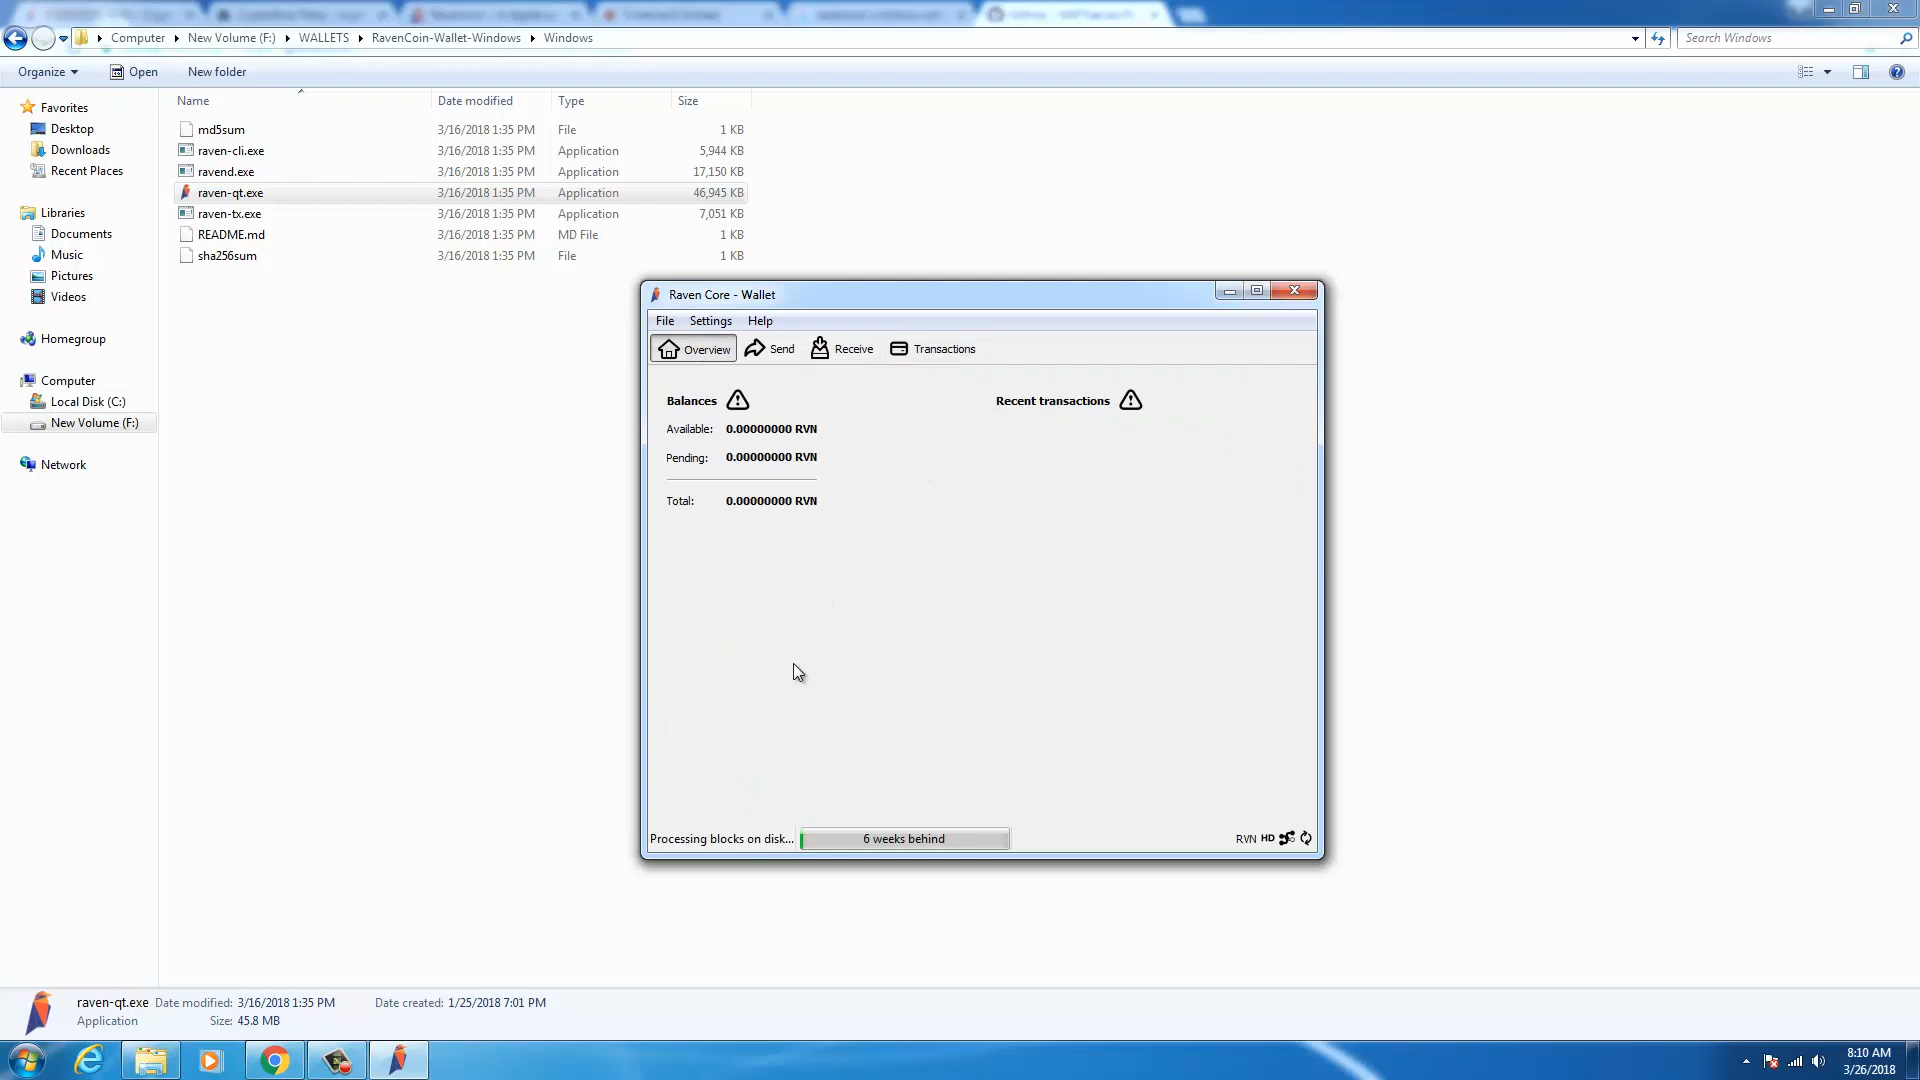 Computer New Volume (F:) WALLETS RavenCoin-Wallet-Windows Windows
Search Windows
Organize Open New folder
Name Date modified Type Size
md5sum 3/16/2018 1:35 PM File 1 KB
raven-cli.exe 3/16/2018 1:35 PM Application 5,944 KB
ravend.exe 3/16/2018 1:35 PM Application 17,150 KB
raven-qt.exe 3/16/2018 1:35 PM Application 46,945 KB
raven-tx.exe 3/16/2018 1:35 PM Application 7,051 KB
README.md 3/16/2018 1:35 PM MD File 1 KB
sha256sum 3/16/2018 1:35 PM File 1 KB
Favorites
Desktop
Downloads
Recent Places
Libraries
Documents
Music
Pictures
Videos
Homegroup
Computer
Local Disk (C:)
New Volume (F:)
Network
Raven Core - Wallet
File Settings Help
Overview Send Receive Transactions
Balances
Available: 0.00000000 RVN
Pending: 0.00000000 RVN
Total: 0.00000000 RVN
Recent transactions
Processing blocks on disk... 6 weeks behind
RVN HD
raven-qt.exe Date modified: 3/16/2018 1:35 PM Date created: 1/25/2018 7:01 PM
Application Size: 45.8 MB
8:10 AM
3/26/2018